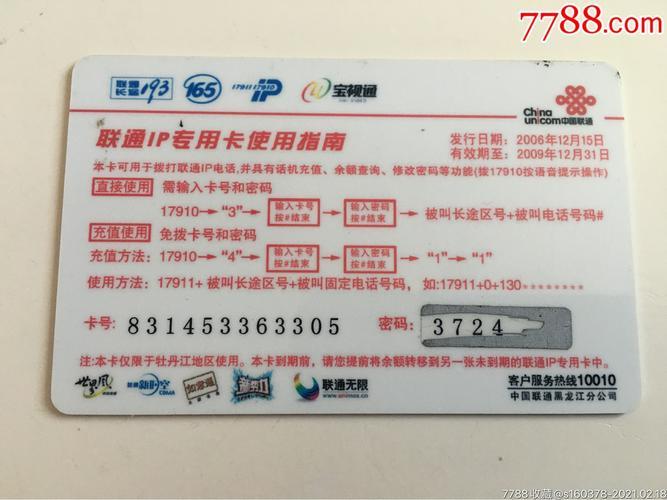 7788.com
联通长途193 165 17911 17910 IP 宝视通
China unicom中国联通
联通IP专用卡使用指南
发行日期：2006年12月15日
有效期至：2009年12月31日
本卡可用于拨打联通IP电话,并具有话机充值、余额查询、修改密码等功能(拨17910按语音提示操作)
直接使用 需输入卡号和密码
17910→“3”→ 输入卡号按#结束 → 输入密码按#结束 → 被叫长途区号+被叫电话号码#
充值使用 免拨卡号和密码
充值方法：17910→“4”→ 输入卡号按#结束 → 输入密码按#结束 →“1”→“1”
使用方法：17911+被叫长途区号+被叫固定电话号码，如:17911+0+130********
卡号: 831453363305 密码: 3724
注:本卡仅限于牡丹江地区使用。本卡到期前，请您提前将余额转移到另一张未到期的联通IP专用卡中。
世界风 联通新时空 CDMA 如意通 联通无限 www.unimos.cn
客户服务热线10010
中国联通黑龙江分公司
7788收藏@s160378-2021.02.18